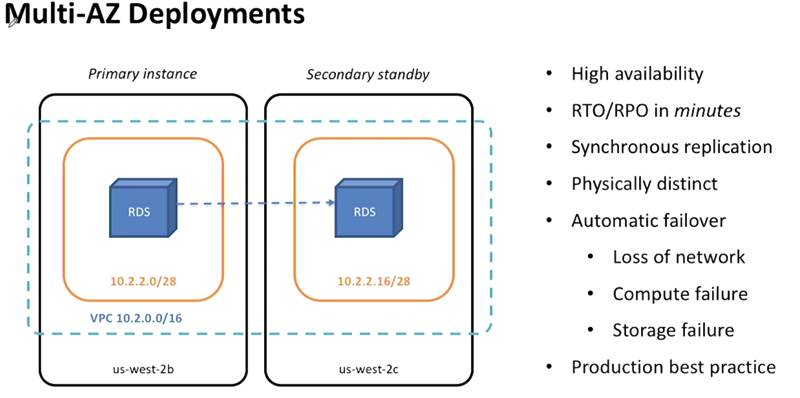 Multi-AZ Deployments
Primary instance
Secondary standby
RDS
RDS
10.2.2.0/28
10.2.2.16/28
VPC 10.2.0.0/16
us-west-2b
us-west-2c
• High availability
• RTO/RPO in minutes
• Synchronous replication
• Physically distinct
• Automatic failover
• Loss of network
• Compute failure
• Storage failure
• Production best practice